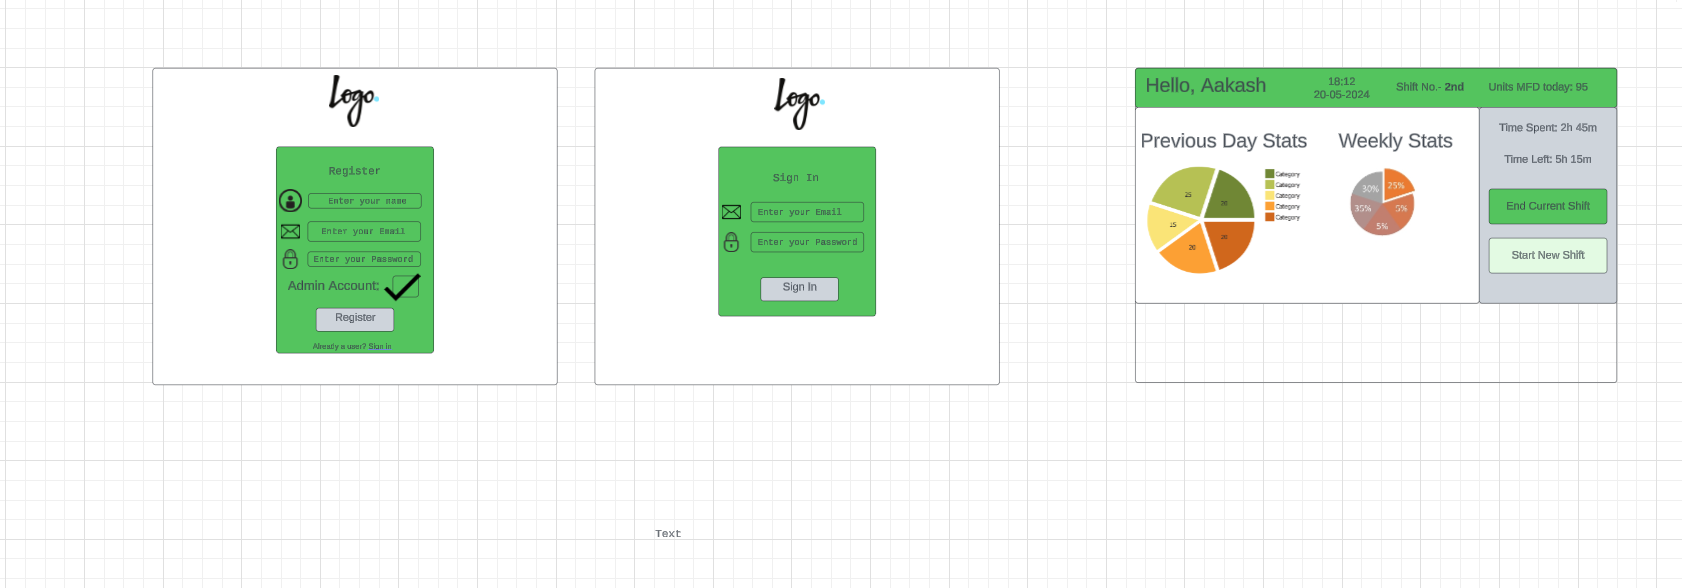 Logo.
Register
Enter your name
Enter your Email
Enter your Password
Admin Account:
Register
Already a user? Sign in
Logo.
Sign In
Enter your Email
Enter your Password
Sign In
Hello, Aakash
18:12
20-05-2024
Shift No.- 2nd
Units MFD today: 95
Previous Day Stats
25
20
15
20
20
Category
Category
Category
Category
Category
Weekly Stats
30%
25%
35%
5%
5%
Time Spent: 2h 45m
Time Left: 5h 15m
End Current Shift
Start New Shift
Text